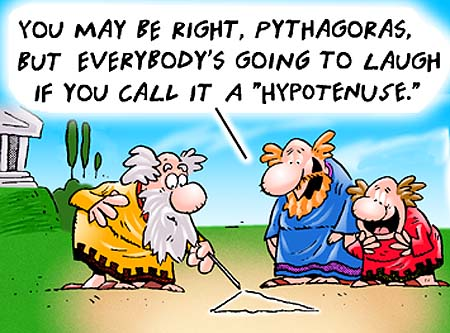 YOU MAY BE RIGHT, PYTHAGORAS,
BUT EVERYBODY'S GOING TO LAUGH
IF YOU CALL IT A "HYPOTENUSE."